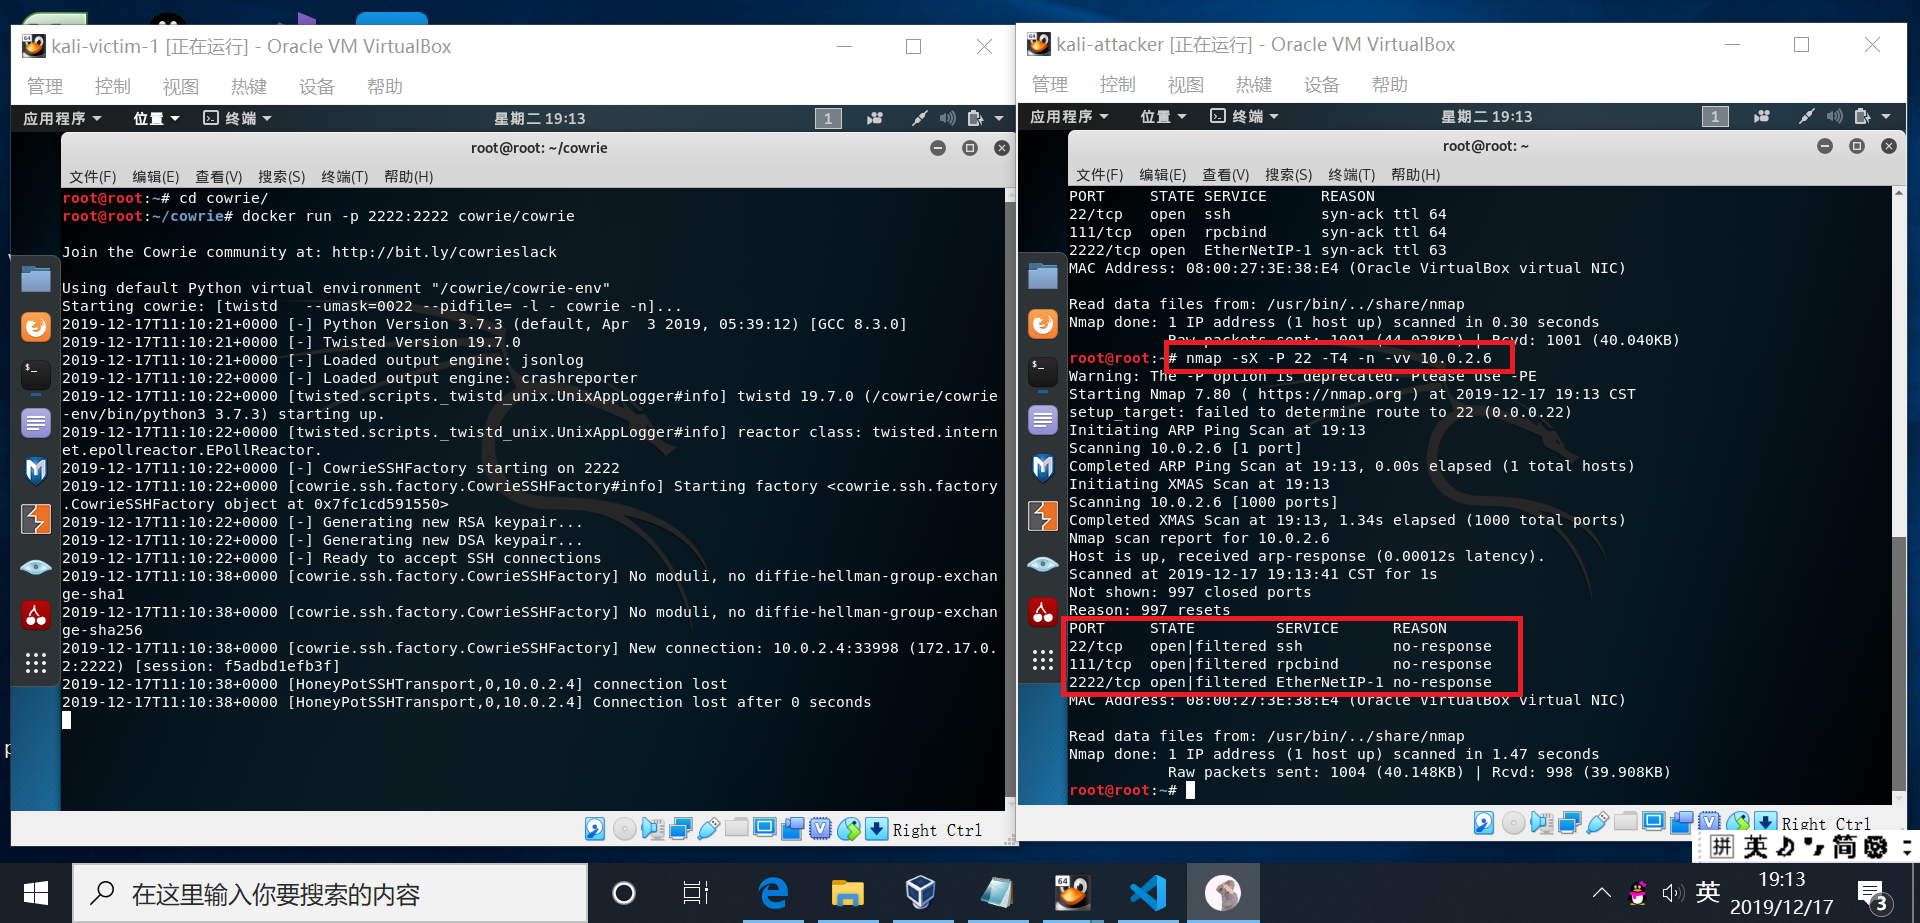 kali-victim-1 [正在运行] - Oracle VM VirtualBox
管理 控制 视图 热键 设备 帮助
应用程序 位置 终端 星期二 19:13 1
root@root: ~/cowrie
文件(F) 编辑(E) 查看(V) 搜索(S) 终端(T) 帮助(H)
root@root:~# cd cowrie/
root@root:~/cowrie# docker run -p 2222:2222 cowrie/cowrie
Join the Cowrie community at: http://bit.ly/cowrieslack
Using default Python virtual environment "/cowrie/cowrie-env"
Starting cowrie: [twistd   --umask=0022 --pidfile= -l - cowrie -n]...
2019-12-17T11:10:21+0000 [-] Python Version 3.7.3 (default, Apr  3 2019, 05:39:12) [GCC 8.3.0]
2019-12-17T11:10:21+0000 [-] Twisted Version 19.7.0
2019-12-17T11:10:21+0000 [-] Loaded output engine: jsonlog
2019-12-17T11:10:22+0000 [-] Loaded output engine: crashreporter
2019-12-17T11:10:22+0000 [twisted.scripts._twistd_unix.UnixAppLogger#info] twistd 19.7.0 (/cowrie/cowrie
-env/bin/python3 3.7.3) starting up.
2019-12-17T11:10:22+0000 [twisted.scripts._twistd_unix.UnixAppLogger#info] reactor class: twisted.intern
et.epollreactor.EPollReactor.
2019-12-17T11:10:22+0000 [-] CowrieSSHFactory starting on 2222
2019-12-17T11:10:22+0000 [cowrie.ssh.factory.CowrieSSHFactory#info] Starting factory <cowrie.ssh.factory
.CowrieSSHFactory object at 0x7fc1cd591550>
2019-12-17T11:10:22+0000 [-] Generating new RSA keypair...
2019-12-17T11:10:22+0000 [-] Generating new DSA keypair...
2019-12-17T11:10:22+0000 [-] Ready to accept SSH connections
2019-12-17T11:10:38+0000 [cowrie.ssh.factory.CowrieSSHFactory] No moduli, no diffie-hellman-group-exchan
ge-sha1
2019-12-17T11:10:38+0000 [cowrie.ssh.factory.CowrieSSHFactory] No moduli, no diffie-hellman-group-exchan
ge-sha256
2019-12-17T11:10:38+0000 [cowrie.ssh.factory.CowrieSSHFactory] New connection: 10.0.2.4:33998 (172.17.0.
2:2222) [session: f5adbd1efb3f]
2019-12-17T11:10:38+0000 [HoneyPotSSHTransport,0,10.0.2.4] connection lost
2019-12-17T11:10:38+0000 [HoneyPotSSHTransport,0,10.0.2.4] Connection lost after 0 seconds
Right Ctrl
kali-attacker [正在运行] - Oracle VM VirtualBox
管理 控制 视图 热键 设备 帮助
应用程序 位置 终端 星期二 19:13 1
root@root: ~
文件(F) 编辑(E) 查看(V) 搜索(S) 终端(T) 帮助(H)
PORT     STATE SERVICE      REASON
22/tcp   open  ssh          syn-ack ttl 64
111/tcp  open  rpcbind      syn-ack ttl 64
2222/tcp open  EtherNetIP-1 syn-ack ttl 63
MAC Address: 08:00:27:3E:38:E4 (Oracle VirtualBox virtual NIC)
Read data files from: /usr/bin/../share/nmap
Nmap done: 1 IP address (1 host up) scanned in 0.30 seconds
Raw packets sent: 1001 (44.028KB) | Rcvd: 1001 (40.040KB)
root@root:~# nmap -sX -P 22 -T4 -n -vv 10.0.2.6
Warning: The -P option is deprecated. Please use -PE
Starting Nmap 7.80 ( https://nmap.org ) at 2019-12-17 19:13 CST
setup_target: failed to determine route to 22 (0.0.0.22)
Initiating ARP Ping Scan at 19:13
Scanning 10.0.2.6 [1 port]
Completed ARP Ping Scan at 19:13, 0.00s elapsed (1 total hosts)
Initiating XMAS Scan at 19:13
Scanning 10.0.2.6 [1000 ports]
Completed XMAS Scan at 19:13, 1.34s elapsed (1000 total ports)
Nmap scan report for 10.0.2.6
Host is up, received arp-response (0.00012s latency).
Scanned at 2019-12-17 19:13:41 CST for 1s
Not shown: 997 closed ports
Reason: 997 resets
PORT     STATE         SERVICE      REASON
22/tcp   open|filtered ssh          no-response
111/tcp  open|filtered rpcbind      no-response
2222/tcp open|filtered EtherNetIP-1 no-response
MAC Address: 08:00:27:3E:38:E4 (Oracle VirtualBox virtual NIC)
Read data files from: /usr/bin/../share/nmap
Nmap done: 1 IP address (1 host up) scanned in 1.47 seconds
Raw packets sent: 1004 (40.148KB) | Rcvd: 998 (39.908KB)
root@root:~#
Right Ctrl
拼 英 简
在这里输入你要搜索的内容
英 19:13
2019/12/17 3